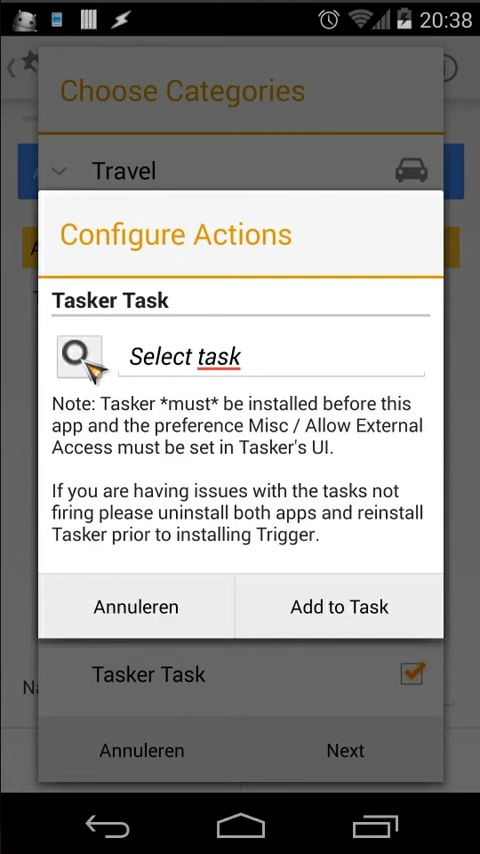 20:38
Choose Categories
Travel
Configure Actions
Tasker Task
Select task
Note: Tasker *must* be installed before this
app and the preference Misc / Allow External
Access must be set in Tasker's UI.
If you are having issues with the tasks not
firing please uninstall both apps and reinstall
Tasker prior to installing Trigger.
Annuleren
Add to Task
Tasker Task
Annuleren
Next